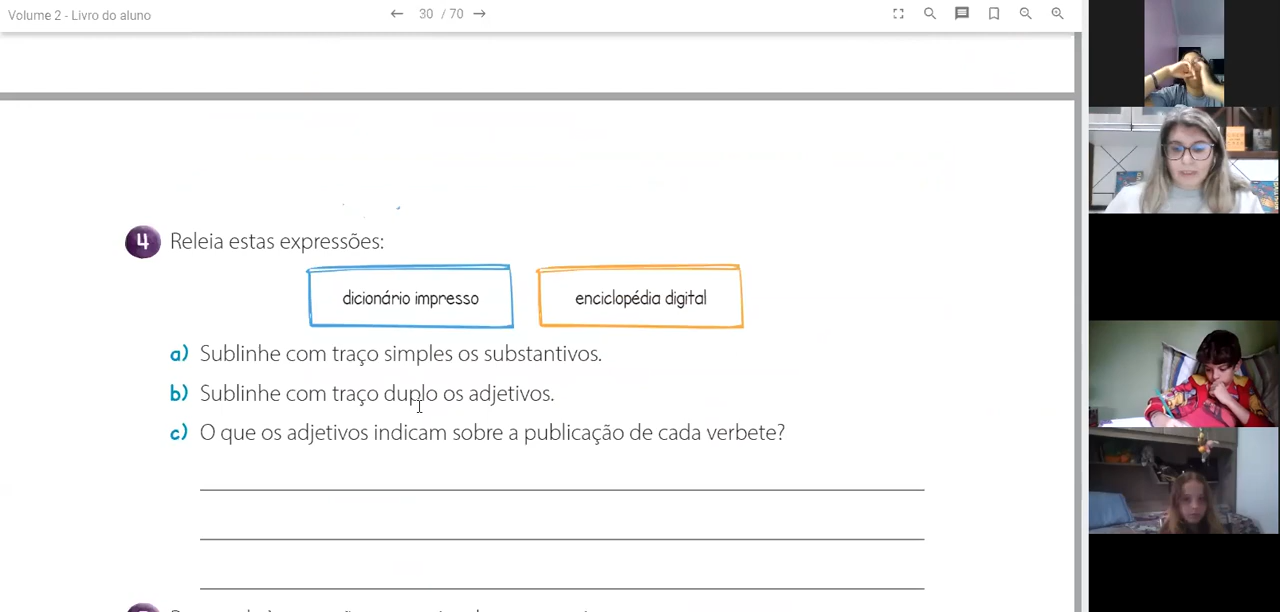 Volume 2 - Livro do aluno
30 / 70
4 Releia estas expressões:
dicionário impresso
enciclopédia digital
a) Sublinhe com traço simples os substantivos.
b) Sublinhe com traço duplo os adjetivos.
c) O que os adjetivos indicam sobre a publicação de cada verbete?